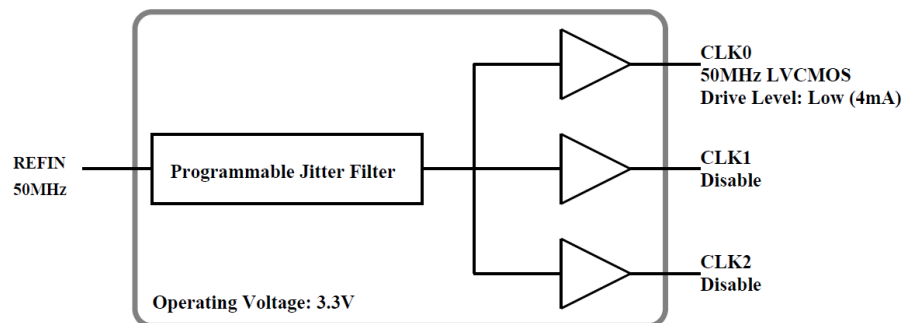 CLK0
50MHz LVCMOS
Drive Level: Low (4mA)
REFIN
50MHz
Programmable Jitter Filter
CLK1
Disable
CLK2
Disable
Operating Voltage: 3.3V